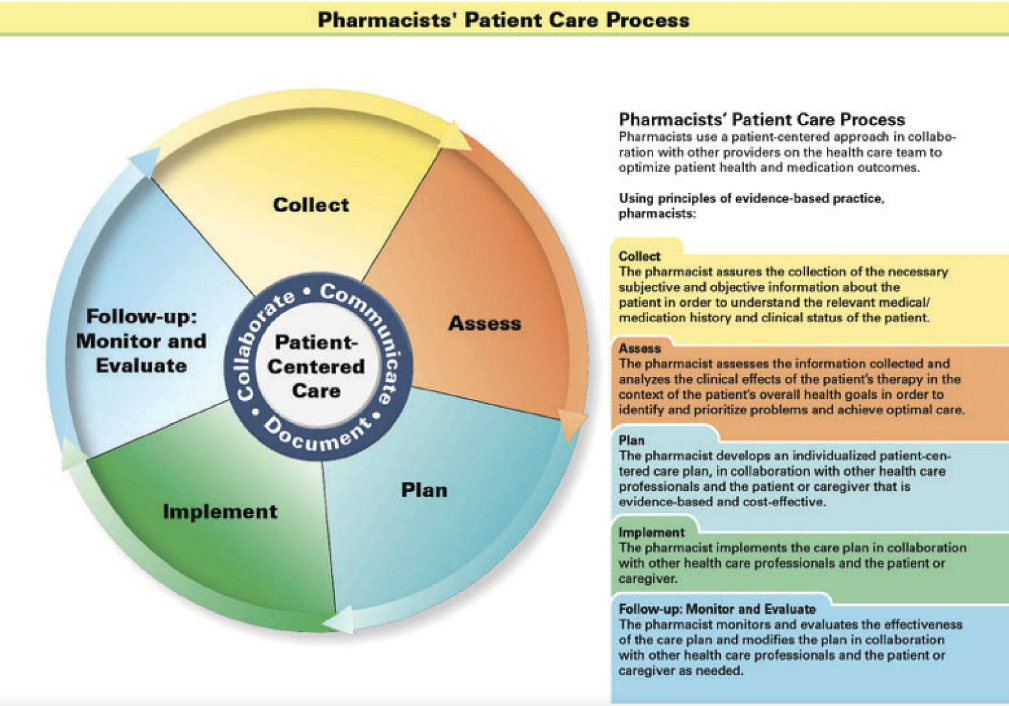 Pharmacists' Patient Care Process
Collect
Assess
Plan
Implement
Follow-up:
Monitor and
Evaluate
Collaborate • Communicate • Document •
Patient-
Centered
Care
Pharmacists' Patient Care Process
Pharmacists use a patient-centered approach in collabo-
ration with other providers on the health care team to
optimize patient health and medication outcomes.
Using principles of evidence-based practice,
pharmacists:
Collect
The pharmacist assures the collection of the necessary
subjective and objective information about the
patient in order to understand the relevant medical/
medication history and clinical status of the patient.
Assess
The pharmacist assesses the information collected and
analyzes the clinical effects of the patient's therapy in the
context of the patient's overall health goals in order to
identify and prioritize problems and achieve optimal care.
Plan
The pharmacist develops an individualized patient-cen-
tered care plan, in collaboration with other health care
professionals and the patient or caregiver that is
evidence-based and cost-effective.
Implement
The pharmacist implements the care plan in collaboration
with other health care professionals and the patient or
caregiver.
Follow-up: Monitor and Evaluate
The pharmacist monitors and evaluates the effectiveness
of the care plan and modifies the plan in collaboration
with other health care professionals and the patient or
caregiver as needed.